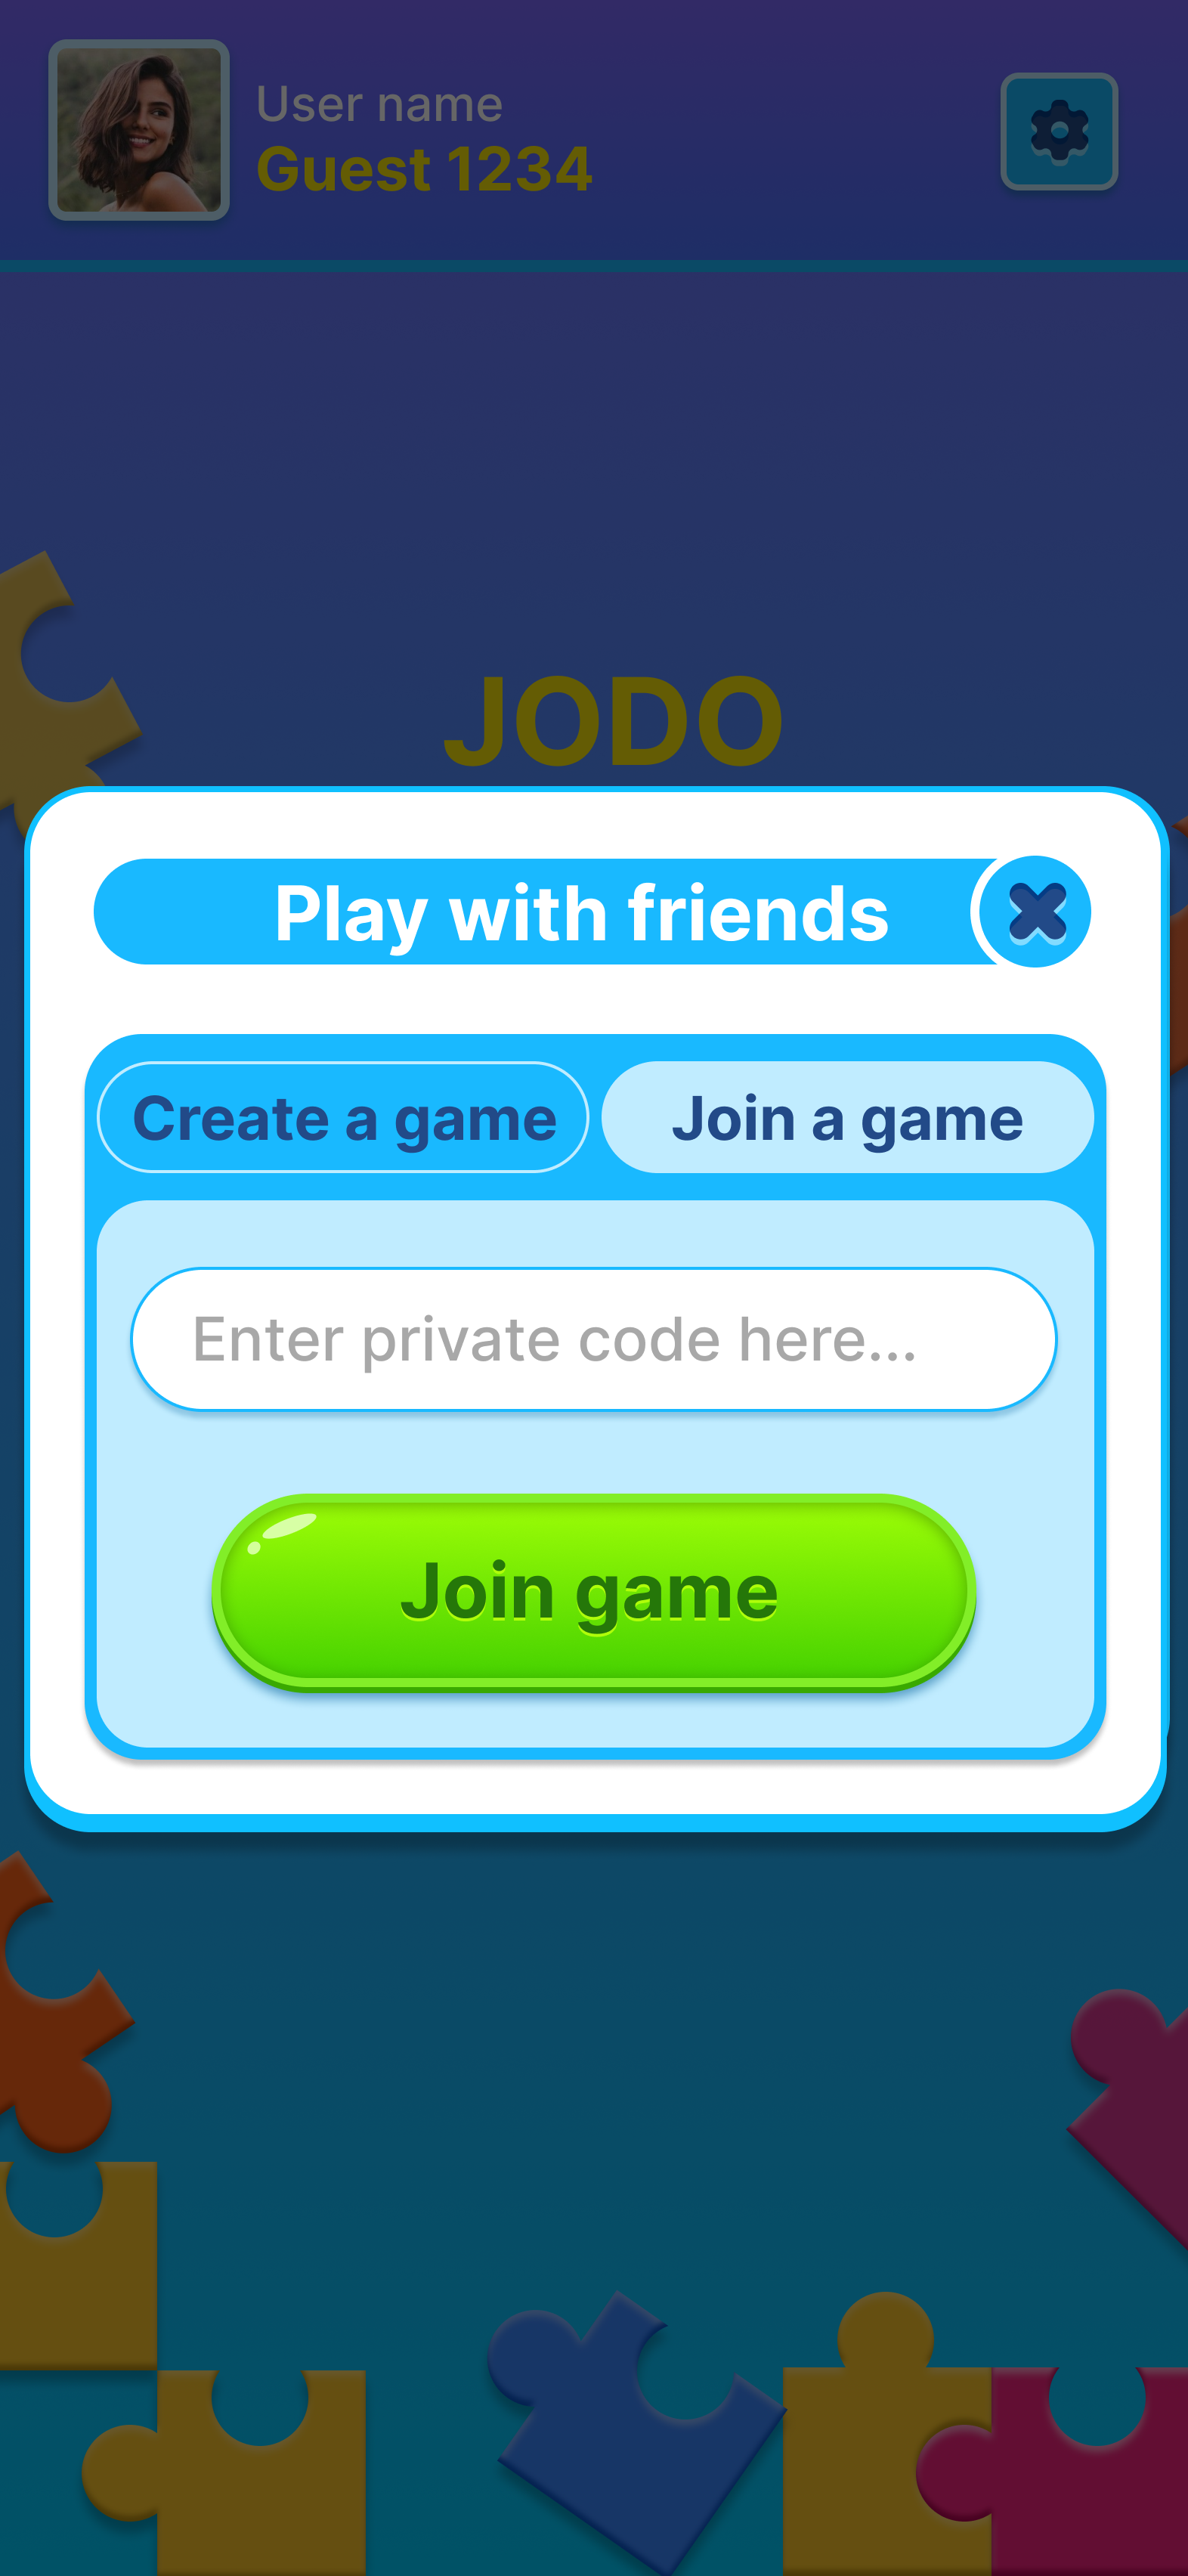 User name
Guest 1234
JODO
Play with friends
Create a game
Join a game
Enter private code here...
Join game